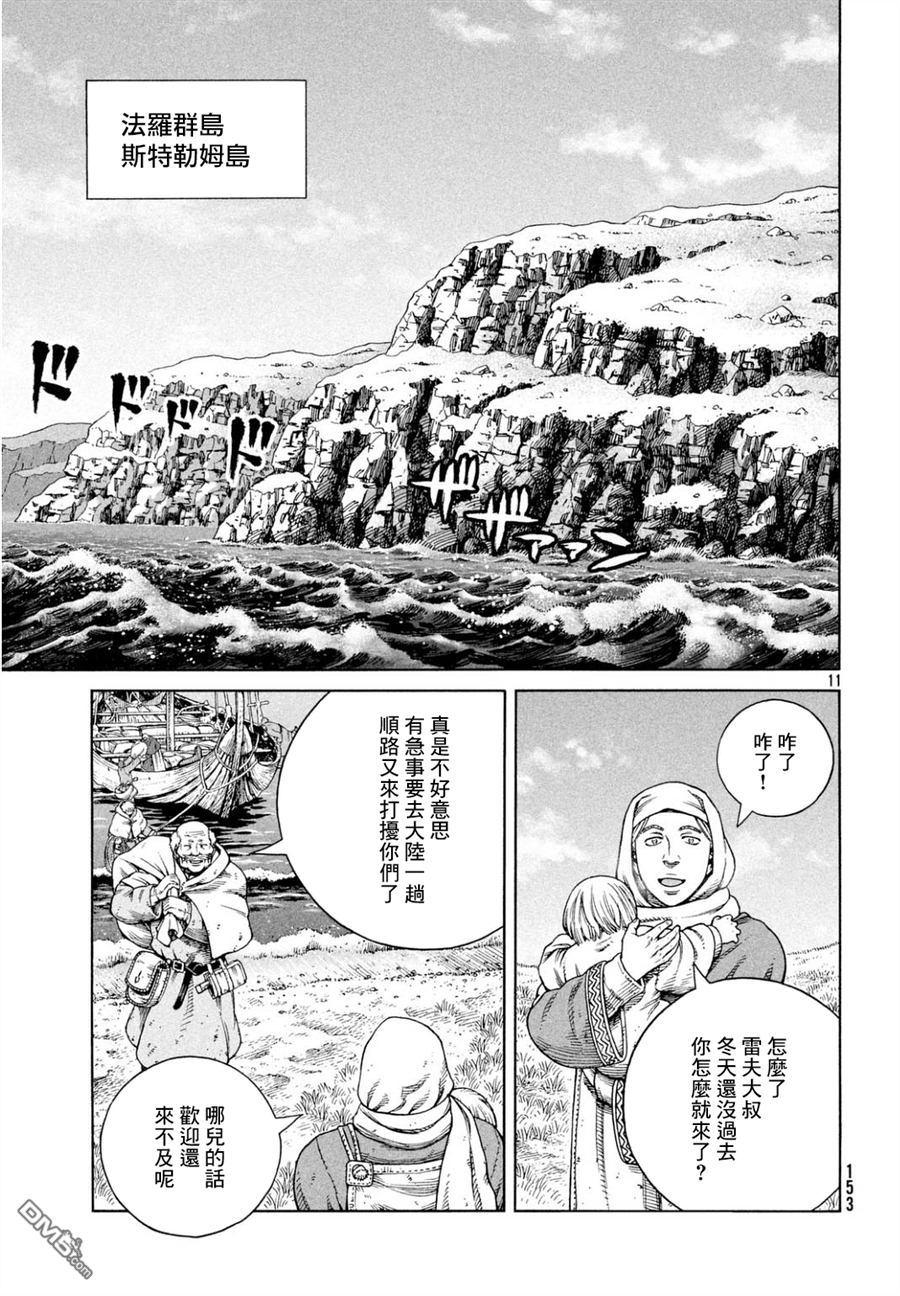 法羅群島
斯特勒姆島
ド
ド
ド
ド
ド
ザ
ザ
ァァン
11
咋了
咋了！
怎麼了
雷夫大叔
冬天還沒過去
你怎麼就來了？
真是不好意思
有急事要去大陸一趟
順路又來打擾你們了
哪兒的話
歡迎還
來不及呢
153
DM5